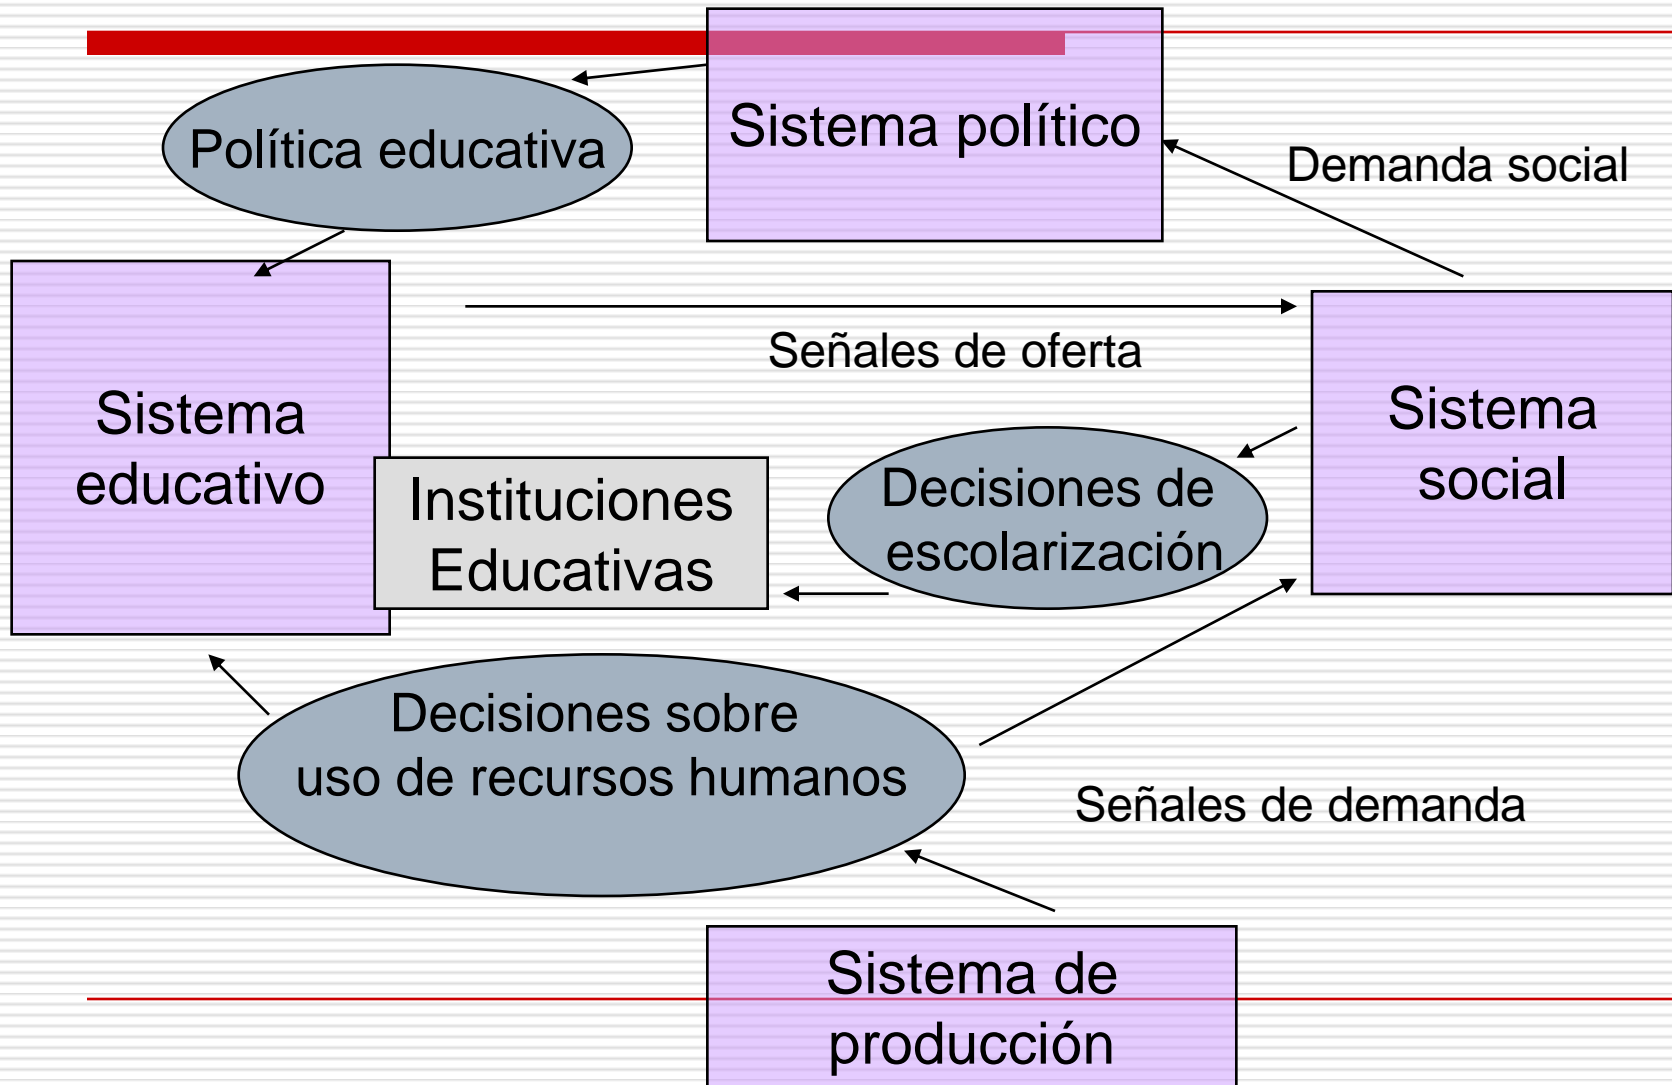 Sistema político
Política educativa
Demanda social
Señales de oferta
Sistema
educativo
Instituciones
Educativas
Decisiones de
escolarización
Sistema
social
Decisiones sobre
uso de recursos humanos
Señales de demanda
Sistema de
producción